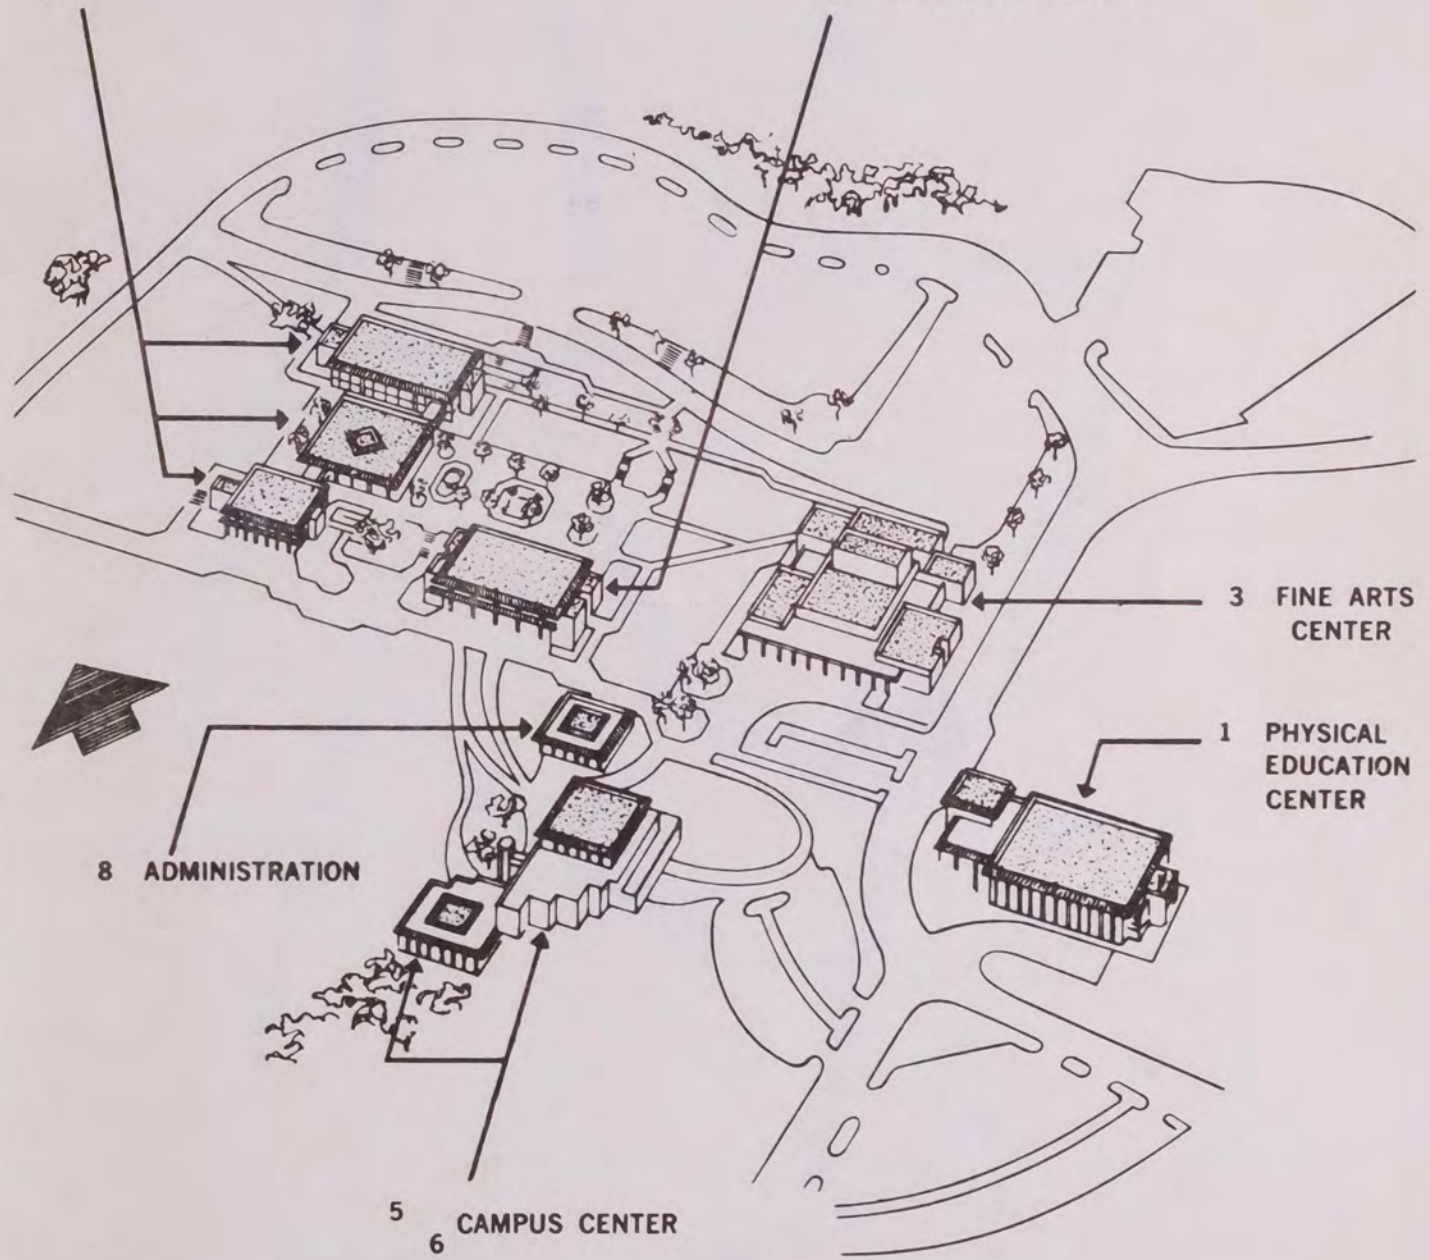 3 FINE ARTS
CENTER
1 PHYSICAL
EDUCATION
CENTER
8 ADMINISTRATION
5
6 CAMPUS CENTER